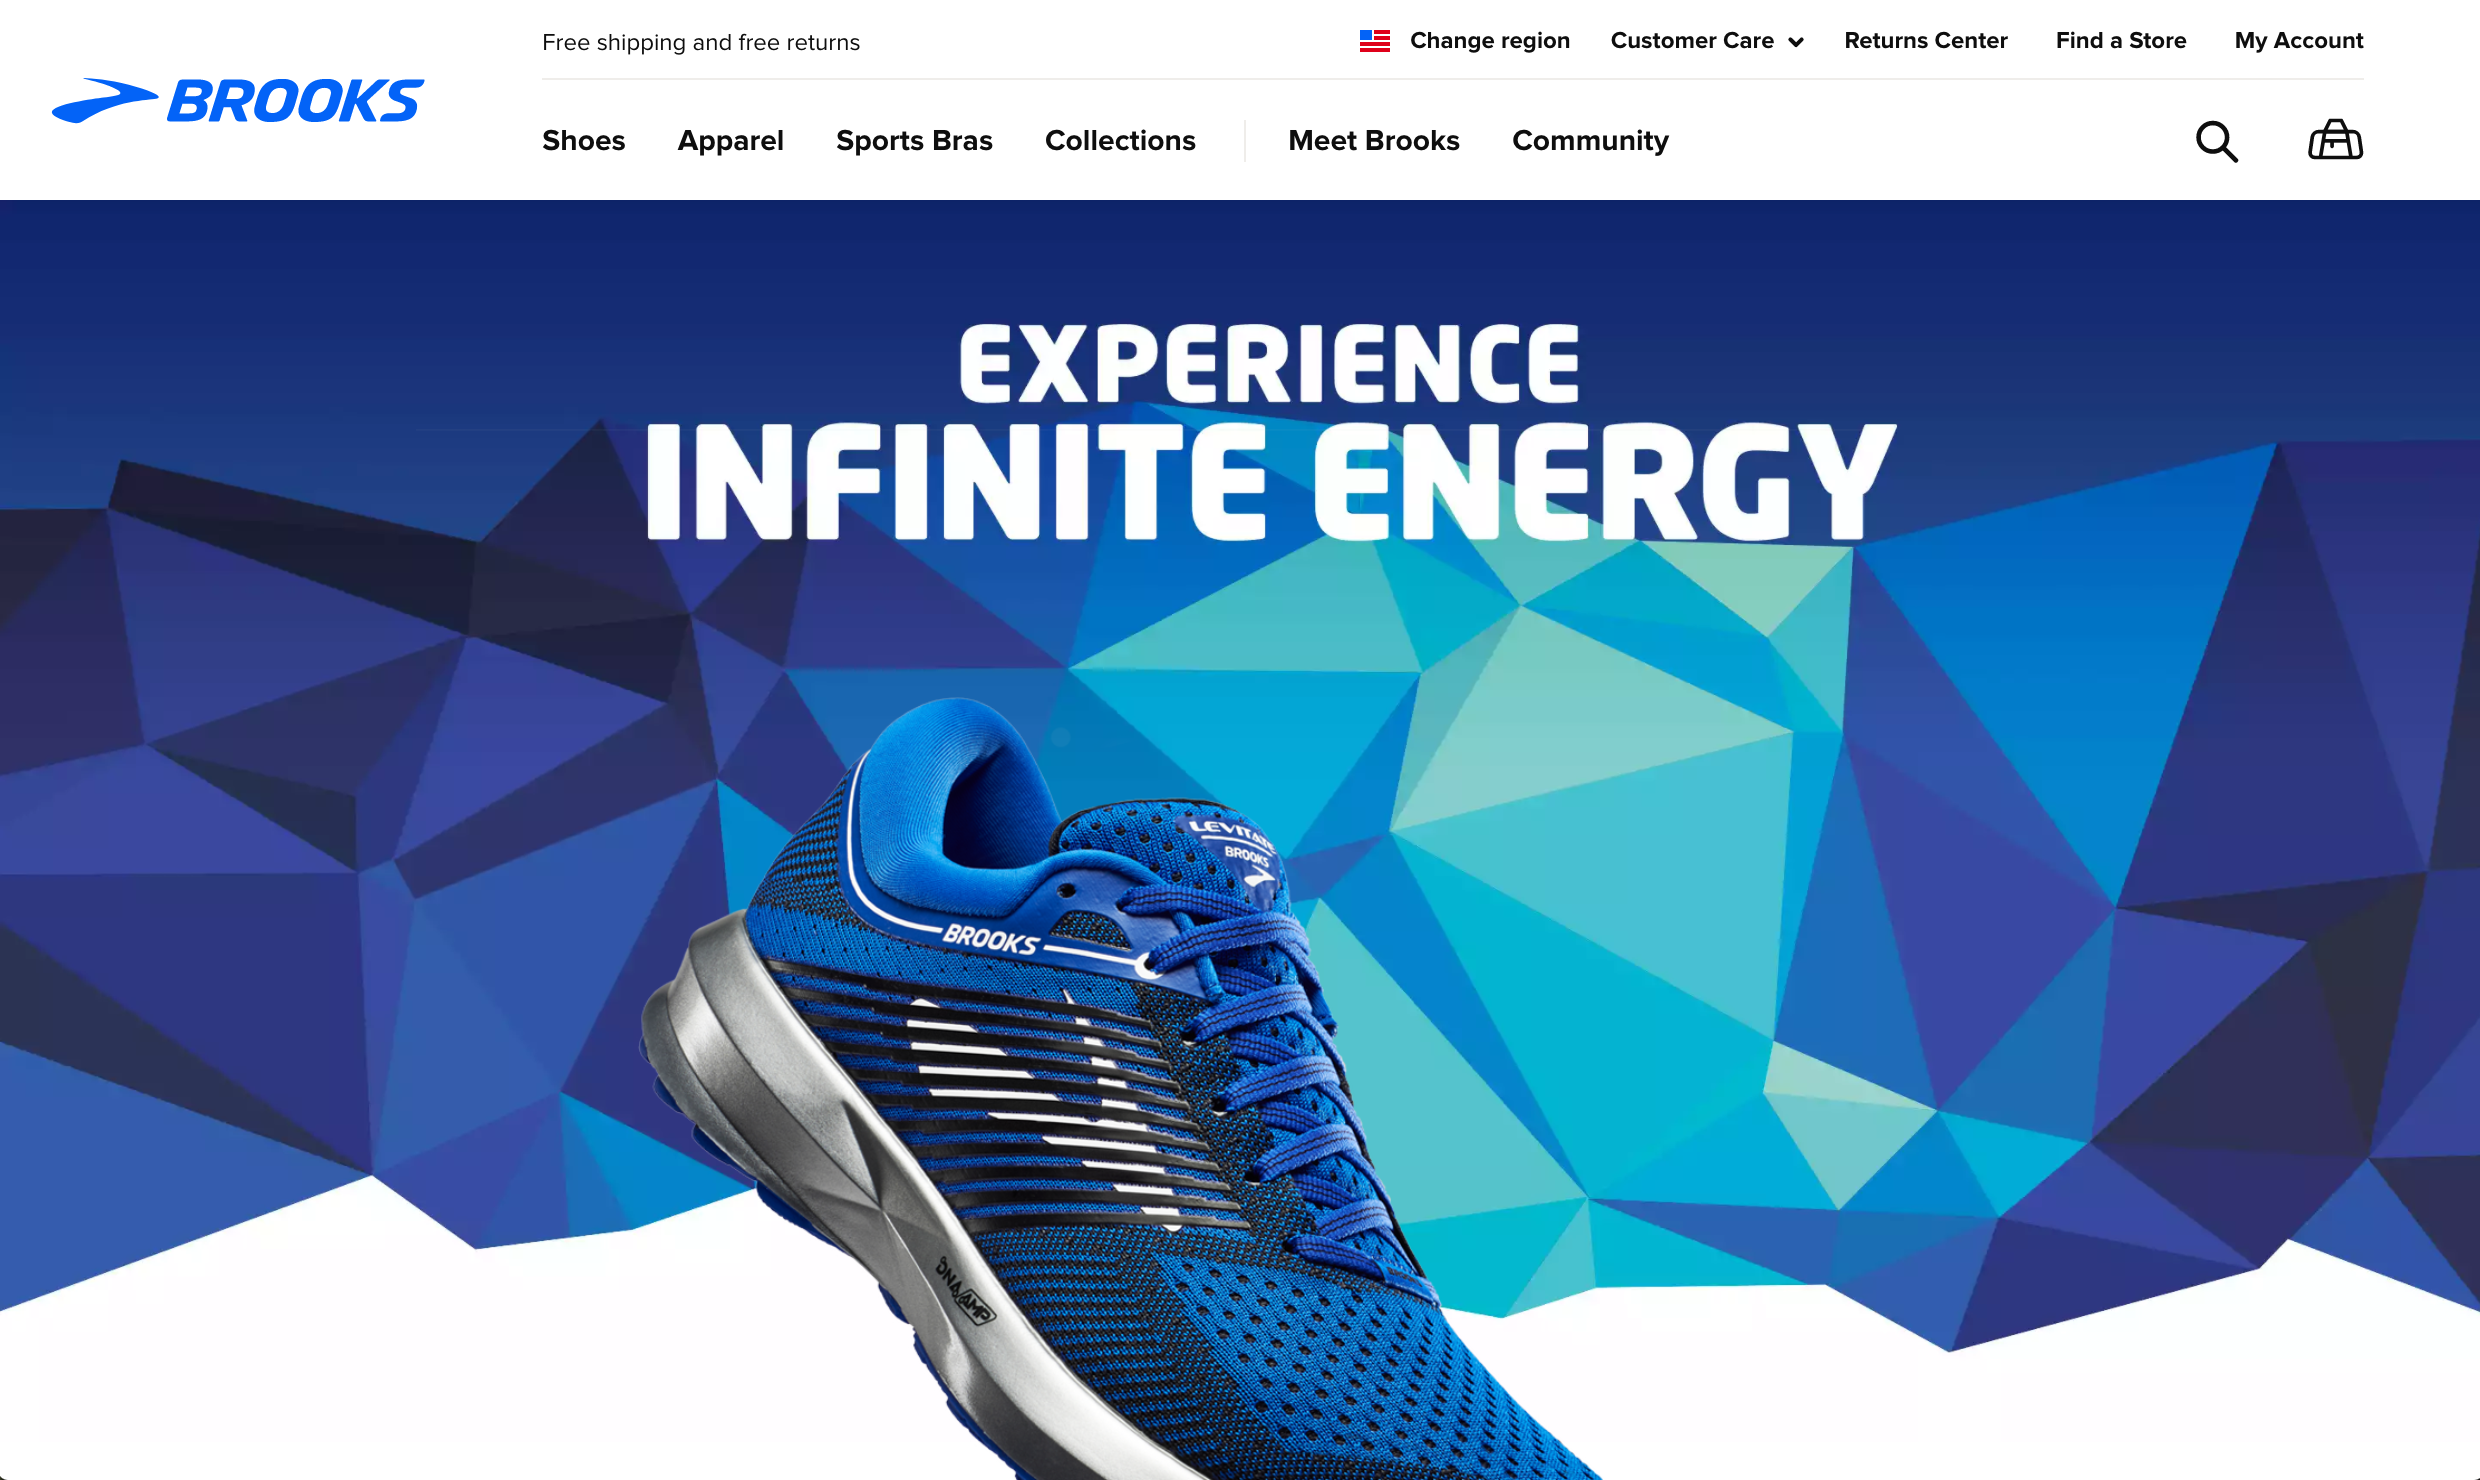 Free shipping and free returns
Change region
Customer Care
Returns Center
Find a Store
My Account
BROOKS
Shoes
Apparel
Sports Bras
Collections
Meet Brooks
Community
EXPERIENCE
INFINITE ENERGY
LEVITATE
BROOKS
BROOKS
DNA AMP